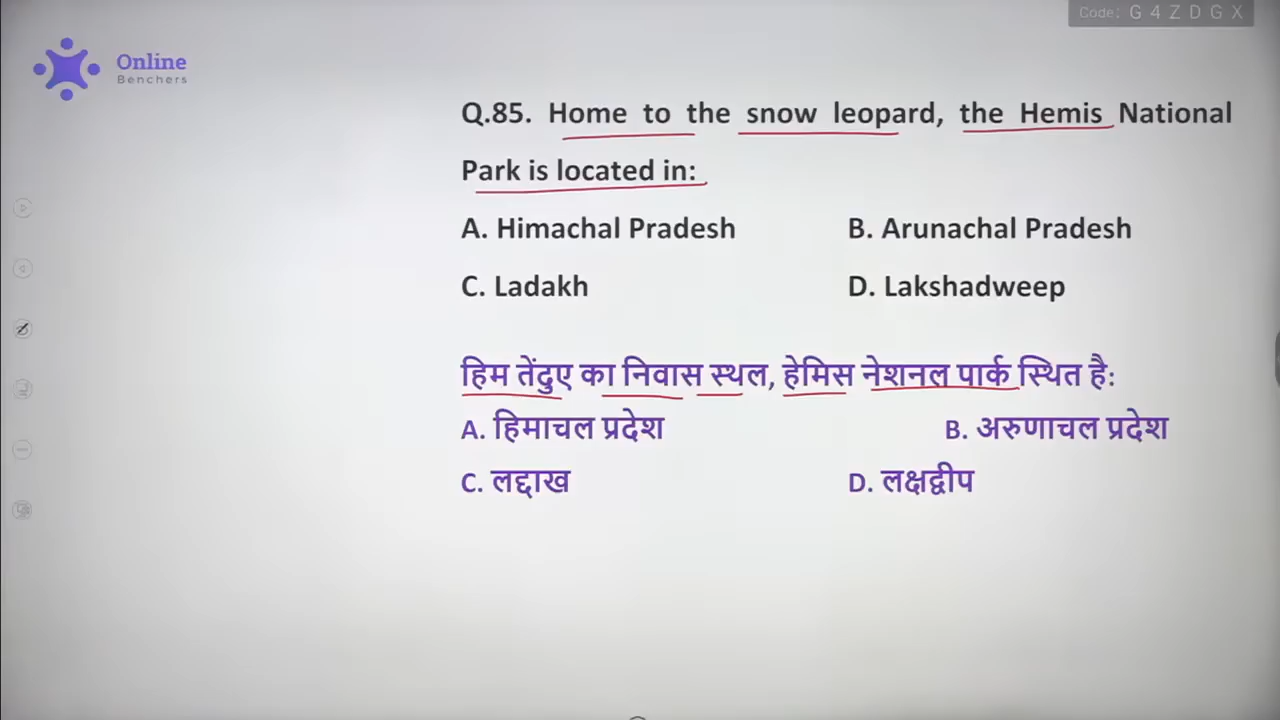 Code: G 4 Z D G X
Online
Benchers
Q.85. Home to the snow leopard, the Hemis National
Park is located in:
A. Himachal Pradesh B. Arunachal Pradesh
C. Ladakh D. Lakshadweep
हिम तेंदुए का निवास स्थल, हेमिस नेशनल पार्क स्थित है:
A. हिमाचल प्रदेश B. अरुणाचल प्रदेश
C. लद्दाख D. लक्षद्वीप